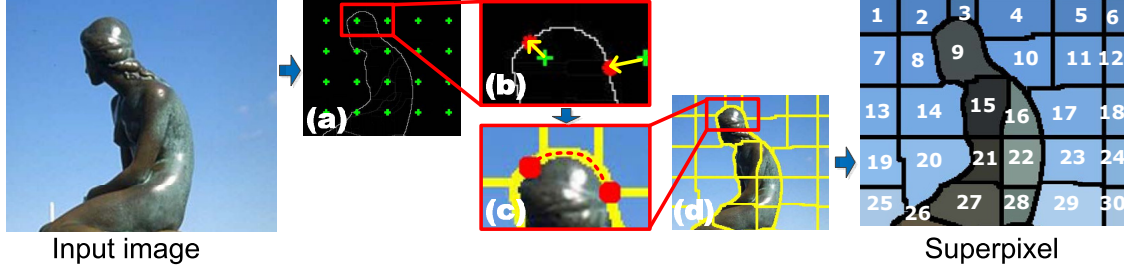 1 2 3 4 5 6
7 8 9 10 11 12
13 14 15 16 17 18
19 20 21 22 23 24
25 26 27 28 29 30
(a)
(b)
(c)
(d)
Input image
Superpixel